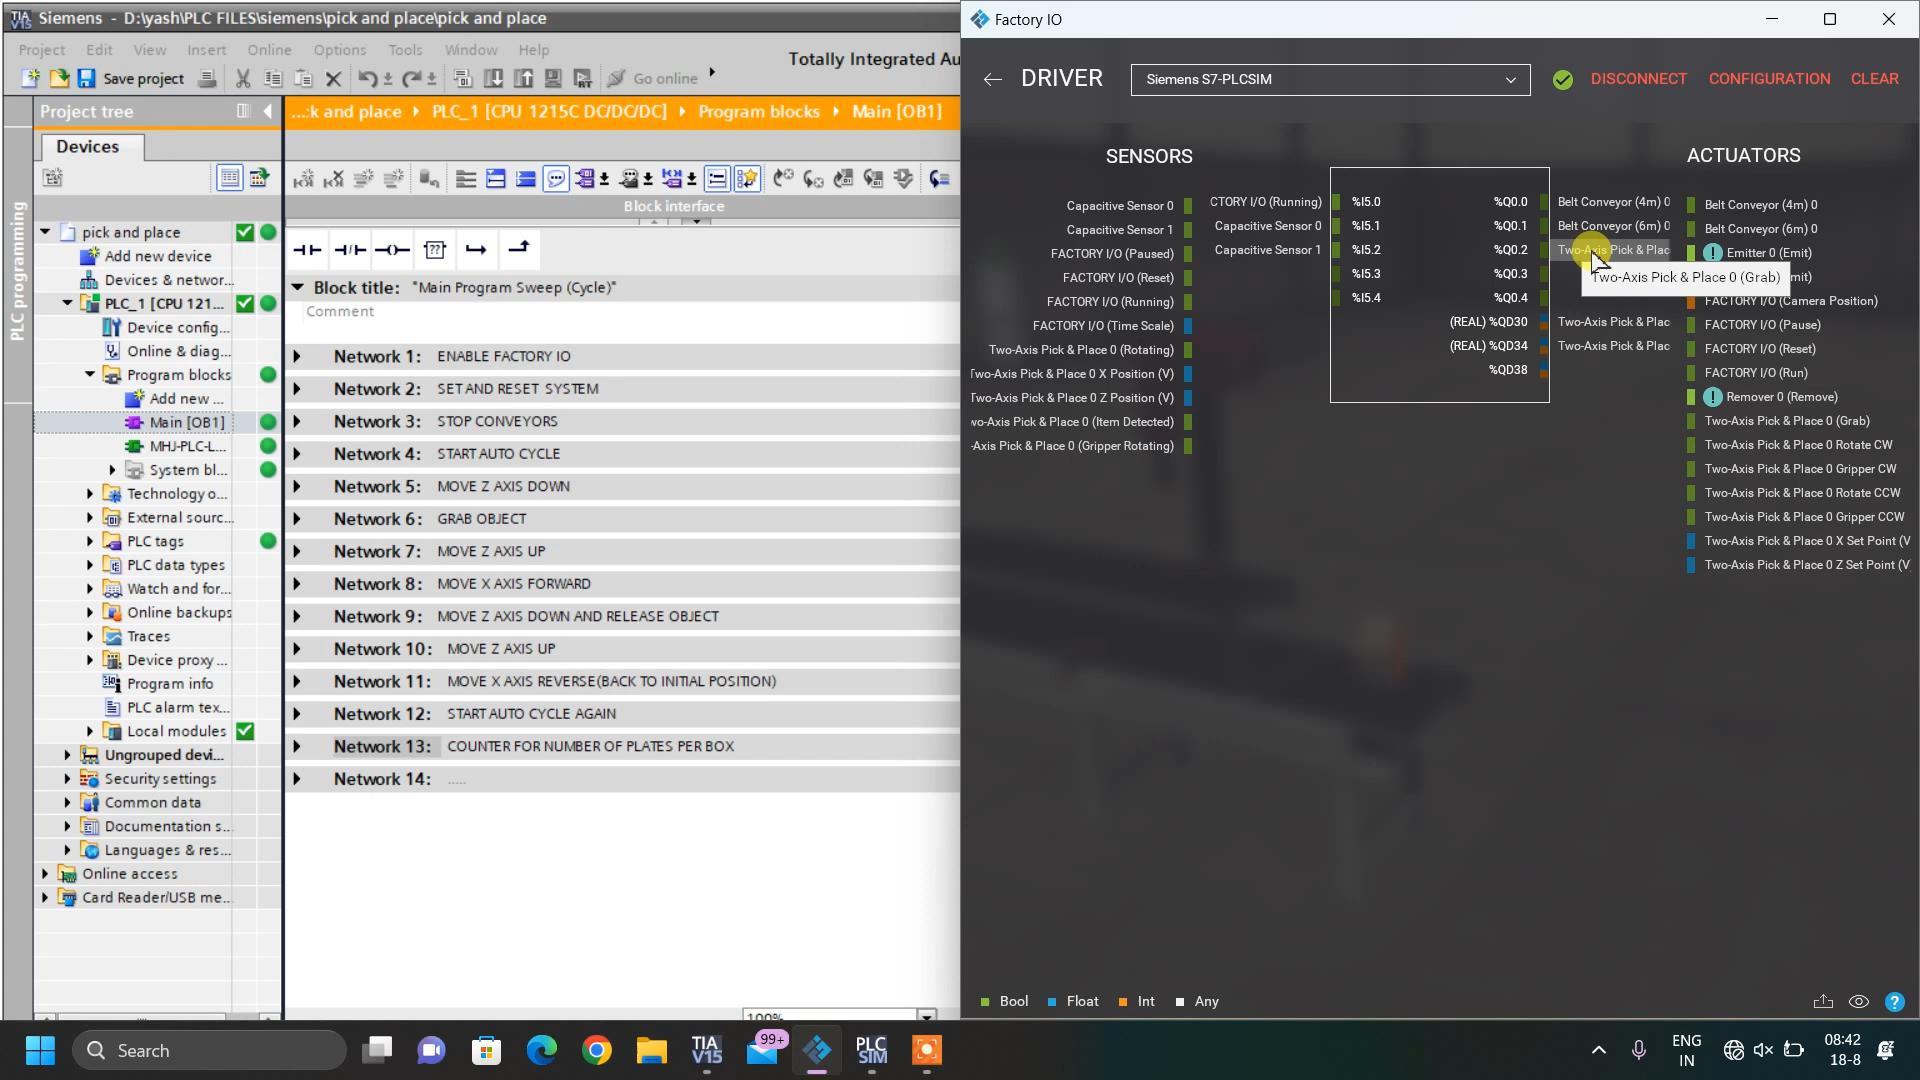 Siemens - D:\yash\PLC FILES\siemens\pick and place\pick and place
Project Edit View Insert Online Options Tools Window Help
Totally Integrated Au
Save project
Go online
Project tree
...:k and place PLC_1 [CPU 1215C DC/DC/DC] Program blocks Main [OB1]
Devices
PLC programming
Block interface
pick and place
Add new device
Devices & networ...
PLC_1 [CPU 121...
Device config...
Online & diag...
Program blocks
Add new ...
Main [OB1]
MHJ-PLC-L...
System bl...
Technology o...
External sourc...
PLC tags
PLC data types
Watch and for...
Online backups
Traces
Device proxy ...
Program info
PLC alarm tex...
Local modules
Ungrouped devi...
Security settings
Common data
Documentation s...
Languages & res...
Online access
Card Reader/USB me...
??
Block title: "Main Program Sweep (Cycle)"
Comment
Network 1: ENABLE FACTORY IO
Network 2: SET AND RESET SYSTEM
Network 3: STOP CONVEYORS
Network 4: START AUTO CYCLE
Network 5: MOVE Z AXIS DOWN
Network 6: GRAB OBJECT
Network 7: MOVE Z AXIS UP
Network 8: MOVE X AXIS FORWARD
Network 9: MOVE Z AXIS DOWN AND RELEASE OBJECT
Network 10: MOVE Z AXIS UP
Network 11: MOVE X AXIS REVERSE(BACK TO INITIAL POSITION)
Network 12: START AUTO CYCLE AGAIN
Network 13: COUNTER FOR NUMBER OF PLATES PER BOX
Network 14: .....
100%
Factory IO
DRIVER
Siemens S7-PLCSIM
DISCONNECT CONFIGURATION CLEAR
SENSORS
Capacitive Sensor 0
Capacitive Sensor 1
FACTORY I/O (Paused)
FACTORY I/O (Reset)
FACTORY I/O (Running)
FACTORY I/O (Time Scale)
Two-Axis Pick & Place 0 (Rotating)
Two-Axis Pick & Place 0 X Position (V)
Two-Axis Pick & Place 0 Z Position (V)
wo-Axis Pick & Place 0 (Item Detected)
-Axis Pick & Place 0 (Gripper Rotating)
CTORY I/O (Running) %I5.0 %Q0.0 Belt Conveyor (4m) 0
Capacitive Sensor 0 %I5.1 %Q0.1 Belt Conveyor (6m) 0
Capacitive Sensor 1 %I5.2 %Q0.2 Two-Axis Pick & Plac
%I5.3 %Q0.3
Two-Axis Pick & Place 0 (Grab)
%I5.4 %Q0.4
(REAL) %QD30 Two-Axis Pick & Plac
(REAL) %QD34 Two-Axis Pick & Plac
%QD38
ACTUATORS
Belt Conveyor (4m) 0
Belt Conveyor (6m) 0
Emitter 0 (Emit)
mit)
FACTORY I/O (Camera Position)
FACTORY I/O (Pause)
FACTORY I/O (Reset)
FACTORY I/O (Run)
Remover 0 (Remove)
Two-Axis Pick & Place 0 (Grab)
Two-Axis Pick & Place 0 Rotate CW
Two-Axis Pick & Place 0 Gripper CW
Two-Axis Pick & Place 0 Rotate CCW
Two-Axis Pick & Place 0 Gripper CCW
Two-Axis Pick & Place 0 X Set Point (V
Two-Axis Pick & Place 0 Z Set Point (V
Bool Float Int Any
Search
TIA V15
99+
PLC SIM
ENG
IN
08:42
18-8